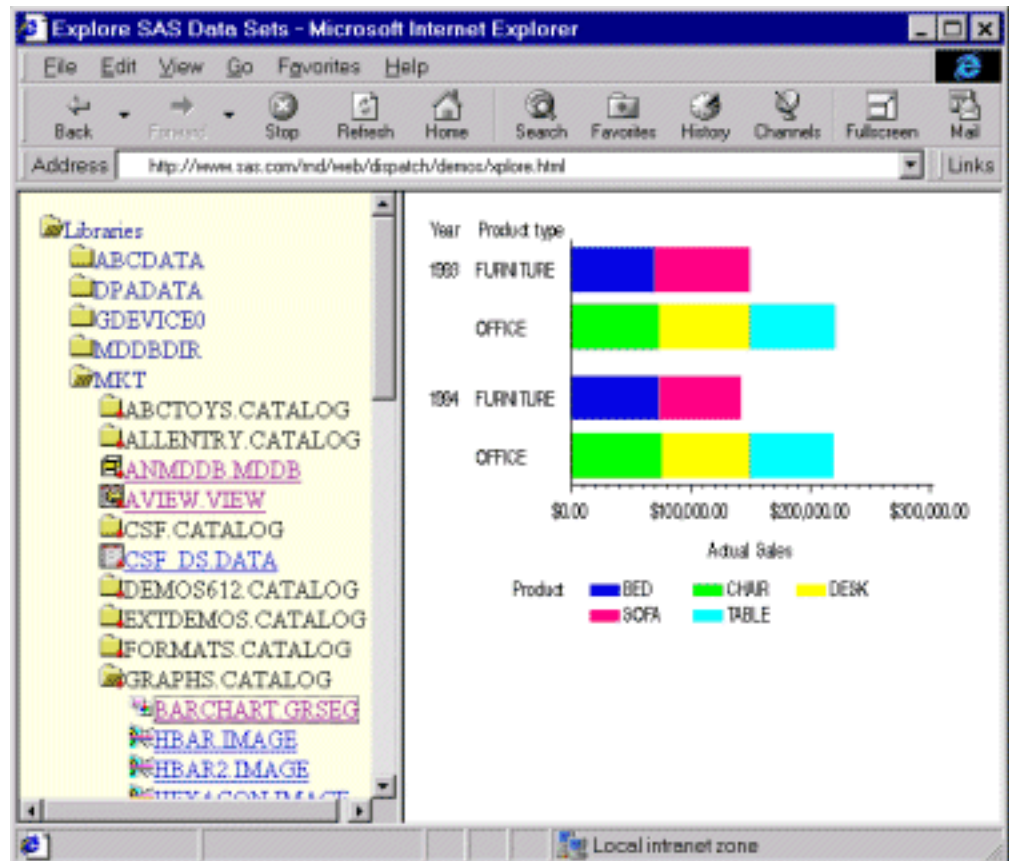 Explore SAS Data Sets - Microsoft Internet Explorer
File Edit View Go Favorites Help
Back Forward Stop Refresh Home Search Favorites History Channels Fullscreen Mail
Address http://www.sas.com/rnd/web/dispatch/demos/xplore.html Links
Libraries
ABCDATA
DPADATA
GDEVICE0
MDDBDIR
MKT
ABCTOYS.CATALOG
ALLENTRY.CATALOG
ANMDDB.MDDB
AVIEW.VIEW
CSF.CATALOG
CSF_DS.DATA
DEMOS612.CATALOG
EXTDEMOS.CATALOG
FORMATS.CATALOG
GRAPHS.CATALOG
BARCHART.GRSEG
HBAR.IMAGE
HBAR2.IMAGE
HEXAGON.IMAGE
Year Product type
1993 FURNITURE
OFFICE
1994 FURNITURE
OFFICE
$0.00 $100,000.00 $200,000.00 $300,000.00
Actual Sales
Product BED CHAIR DESK
SOFA TABLE
Local intranet zone